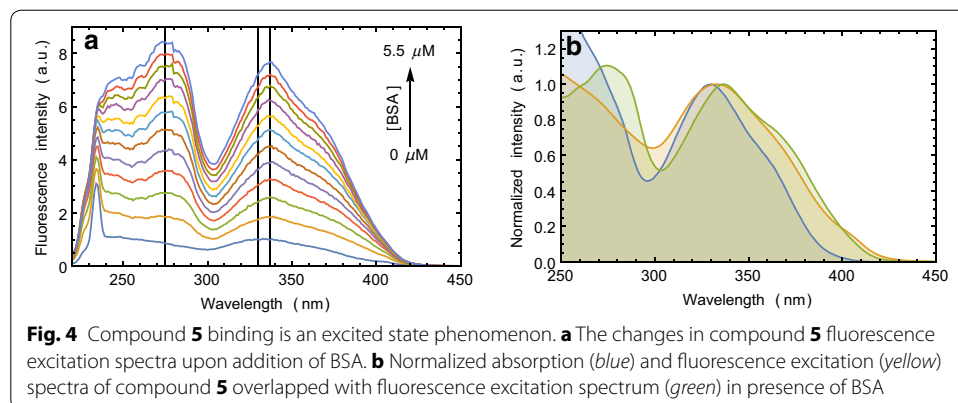 a
Fluorescence intensity (a.u.)
8
6
4
2
0
250
300
350
400
450
Wavelength (nm)
5.5 μM
[BSA]
0 μM
b
Normalized intensity (a.u.)
1.2
1.0
0.8
0.6
0.4
0.2
0.0
250
300
350
400
450
Wavelength (nm)
Fig. 4 Compound 5 binding is an excited state phenomenon. a The changes in compound 5 fluorescence
excitation spectra upon addition of BSA. b Normalized absorption (blue) and fluorescence excitation (yellow)
spectra of compound 5 overlapped with fluorescence excitation spectrum (green) in presence of BSA